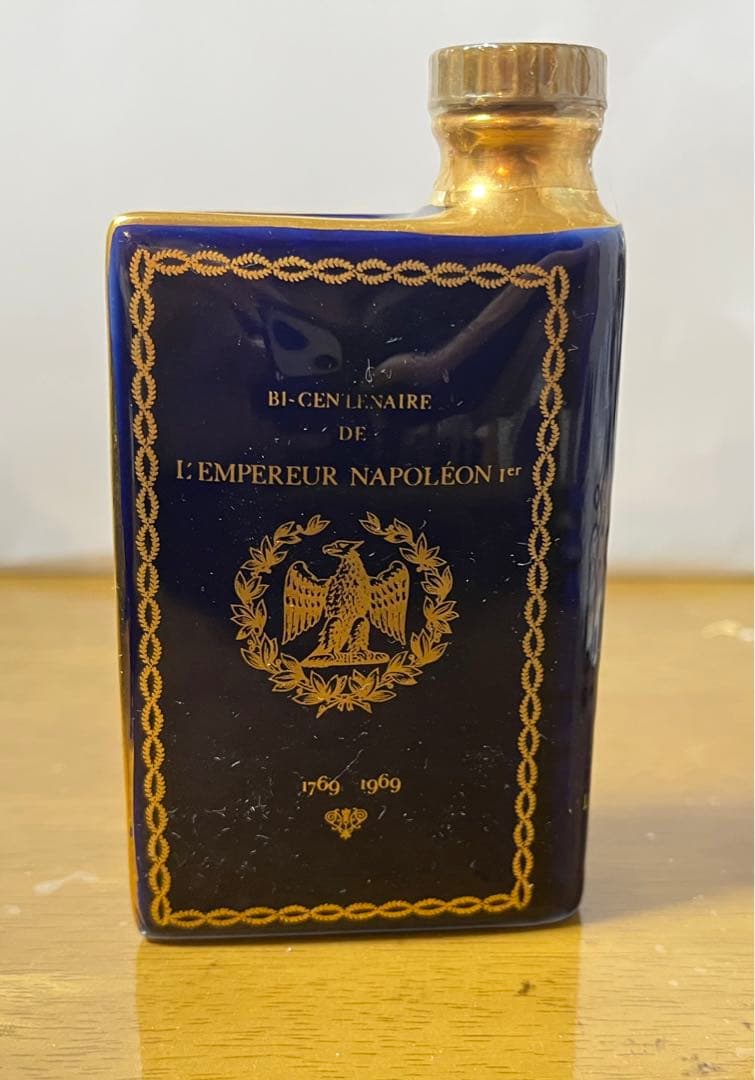 BI-CENTENAIRE
DE
L'EMPEREUR NAPOLÉON Ier
1769 1969